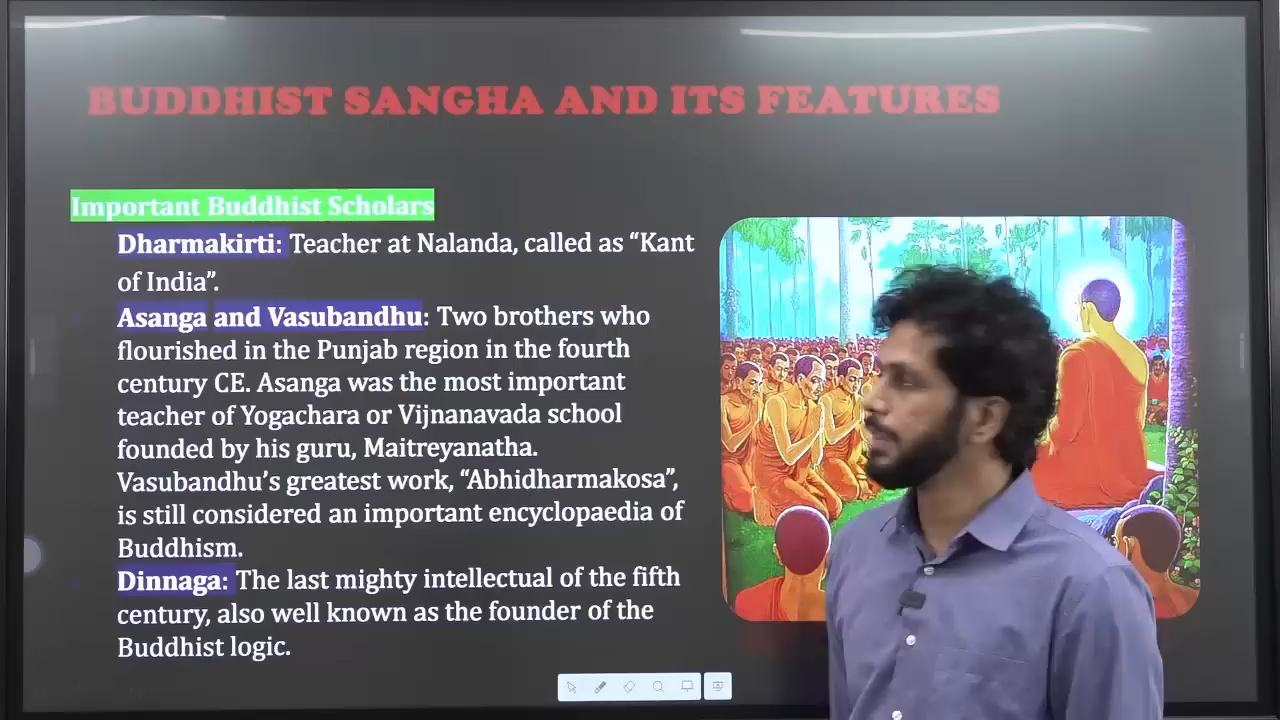 BUDDHIST SANGHA AND ITS FEATURES
Important Buddhist Scholars
Dharmakirti: Teacher at Nalanda, called as “Kant
of India”.
Asanga and Vasubandhu: Two brothers who
flourished in the Punjab region in the fourth
century CE. Asanga was the most important
teacher of Yogachara or Vijnanavada school
founded by his guru, Maitreyanatha.
Vasubandhu’s greatest work, “Abhidharmakosa”,
is still considered an important encyclopaedia of
Buddhism.
Dinnaga: The last mighty intellectual of the fifth
century, also well known as the founder of the
Buddhist logic.